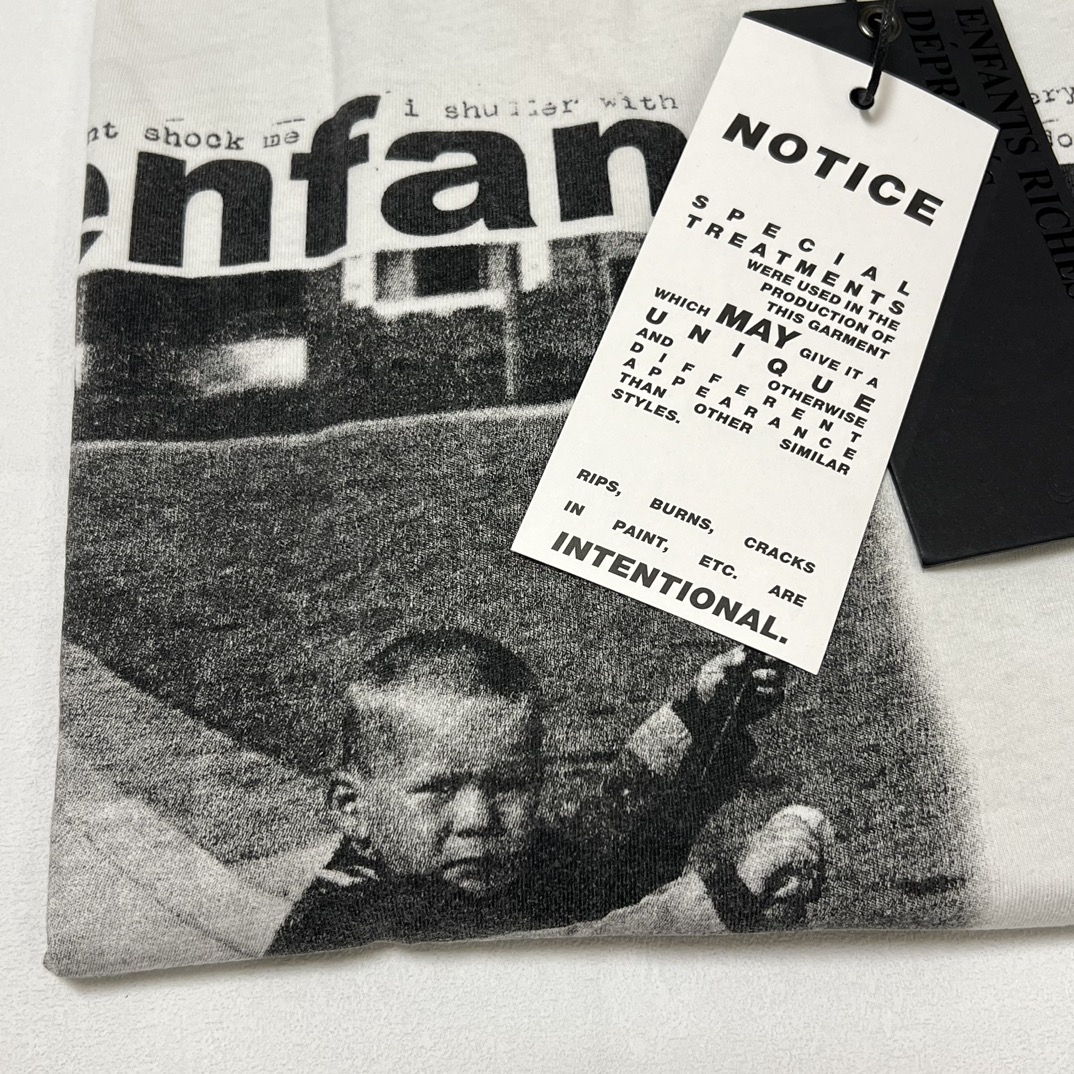 nt shock me
i shudder with
ery
enfan
ENFANTS RICHES
NOTICE
SPECIAL
TREATMENTS
WERE USED IN THE
PRODUCTION OF
THIS GARMENT
WHICH MAY GIVE IT A
UNIQUE
AND OTHERWISE
DIFFERENT
APPEARANCE
THAN OTHER SIMILAR
STYLES.
RIPS, BURNS, CRACKS
IN PAINT, ETC. ARE
INTENTIONAL.